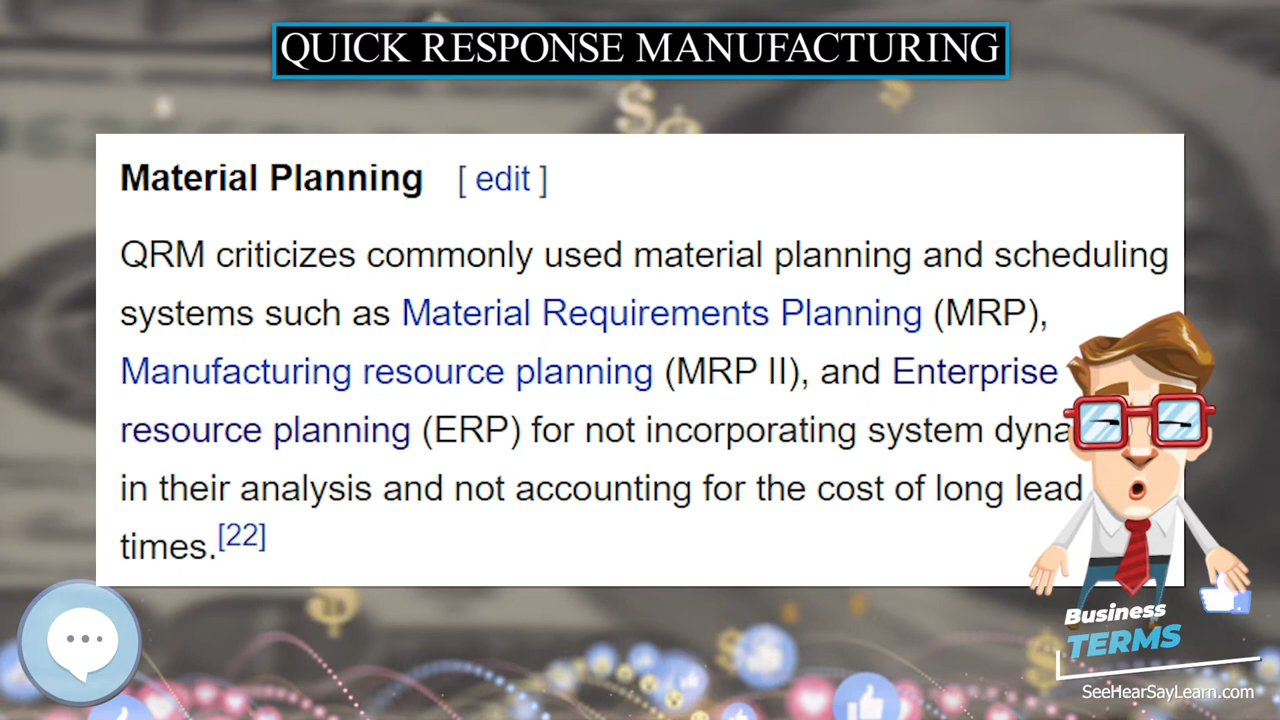 QUICK RESPONSE MANUFACTURING
Material Planning [ edit ]
QRM criticizes commonly used material planning and scheduling
systems such as Material Requirements Planning (MRP),
Manufacturing resource planning (MRP II), and Enterprise
resource planning (ERP) for not incorporating system dyna
in their analysis and not accounting for the cost of long lead
times.[22]
Business
TERMS
SeeHearSayLearn.com